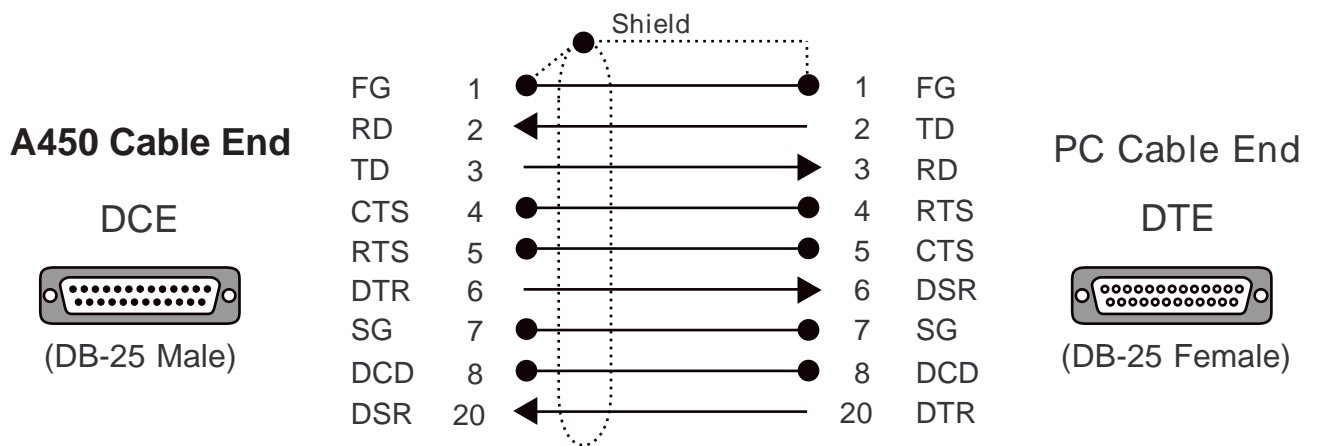 Shield
FG 1 1 FG
RD 2 2 TD
A450 Cable End
PC Cable End
TD 3 3 RD
DCE
CTS 4 4 RTS
DTE
RTS 5 5 CTS
DTR 6 6 DSR
SG 7 7 SG
(DB-25 Male)
(DB-25 Female)
DCD 8 8 DCD
DSR 20 20 DTR